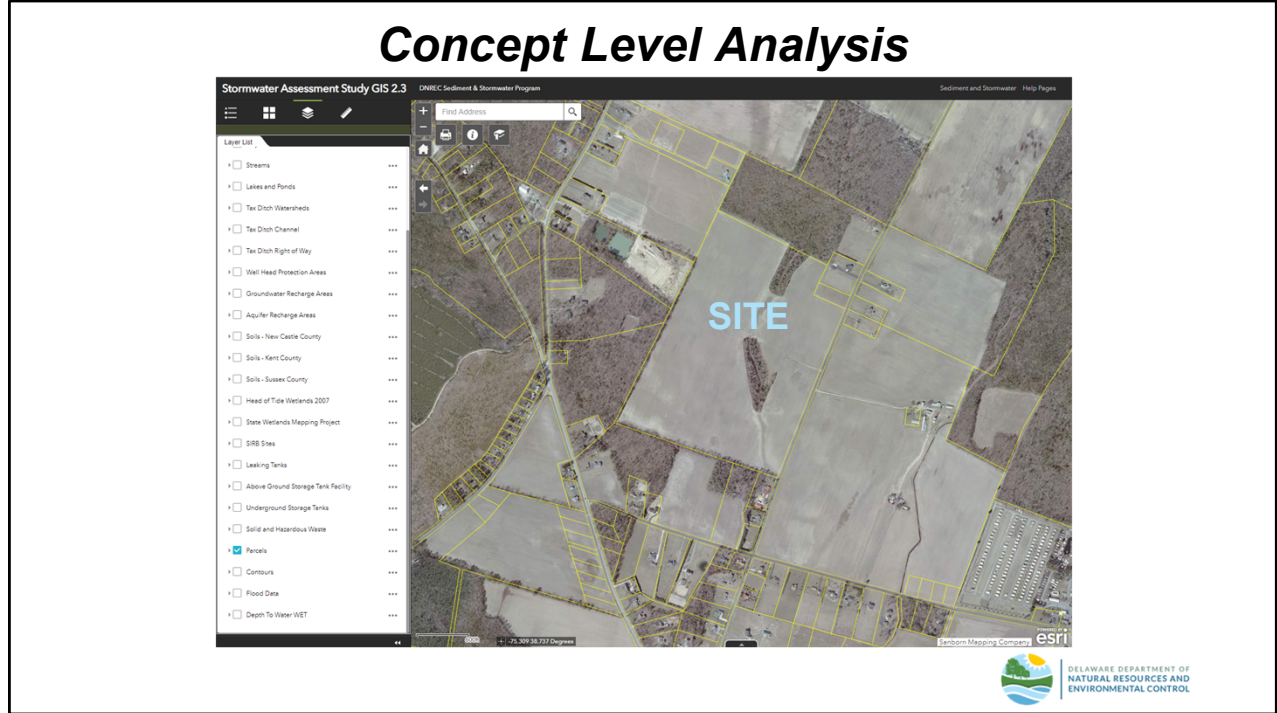 Concept Level Analysis
Stormwater Assessment Study GIS 2.3
DNREC Sediment & Stormwater Program
Sediment and Stormwater Help Pages
Find Address
Layer List
Streams
Lakes and Ponds
Tax Ditch Watersheds
Tax Ditch Channel
Tax Ditch Right of Way
Well Head Protection Areas
Groundwater Recharge Areas
Aquifer Recharge Areas
Soils - New Castle County
Soils - Kent County
Soils - Sussex County
Head of Tide Wetlands 2007
State Wetlands Mapping Project
SIRB Sites
Leaking Tanks
Above Ground Storage Tank Facility
Underground Storage Tanks
Solid and Hazardous Waste
Parcels
Contours
Flood Data
Depth To Water WET
SITE
-75.309 38.737 Degrees
Sanborn Mapping Company
POWERED BY
esri
DELAWARE DEPARTMENT OF
NATURAL RESOURCES AND
ENVIRONMENTAL CONTROL